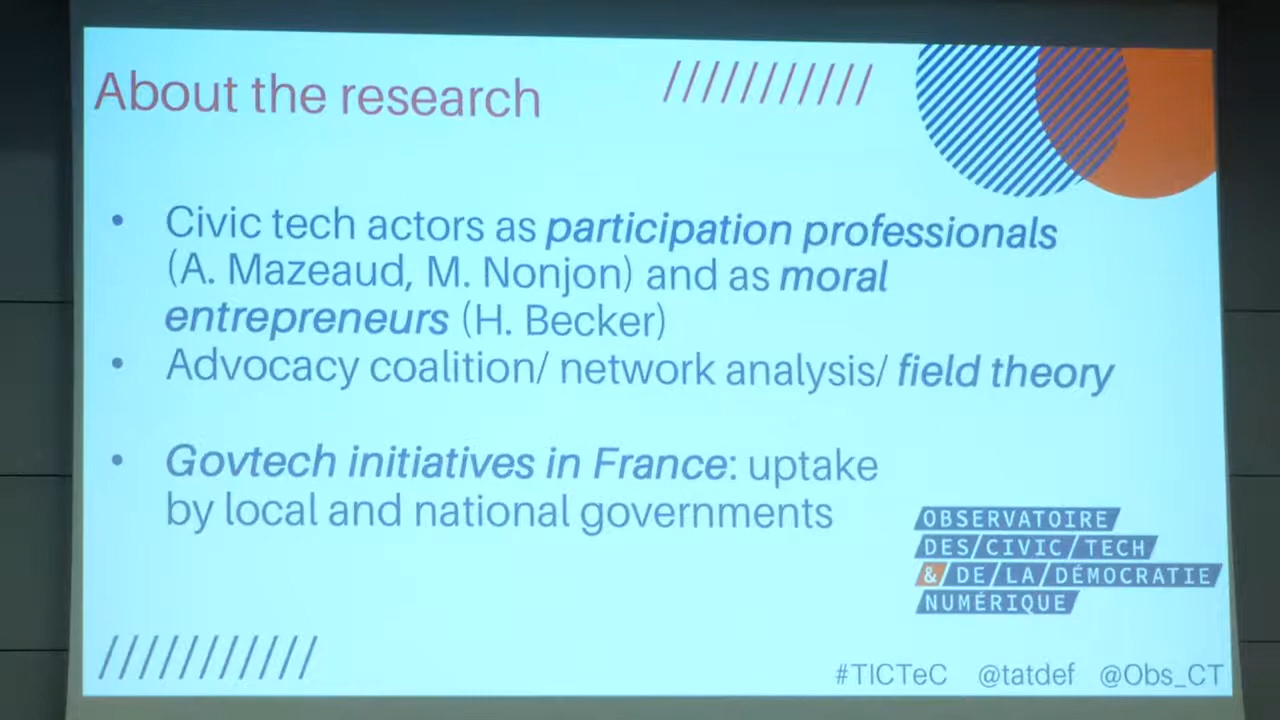 About the research
• Civic tech actors as participation professionals
(A. Mazeaud, M. Nonjon) and as moral
entrepreneurs (H. Becker)
• Advocacy coalition/ network analysis/ field theory
• Govtech initiatives in France: uptake
by local and national governments
OBSERVATOIRE
DES/CIVIC/TECH
&/DE/LA/DÉMOCRATIE
NUMÉRIQUE
#TICTeC @tatdef @Obs_CT